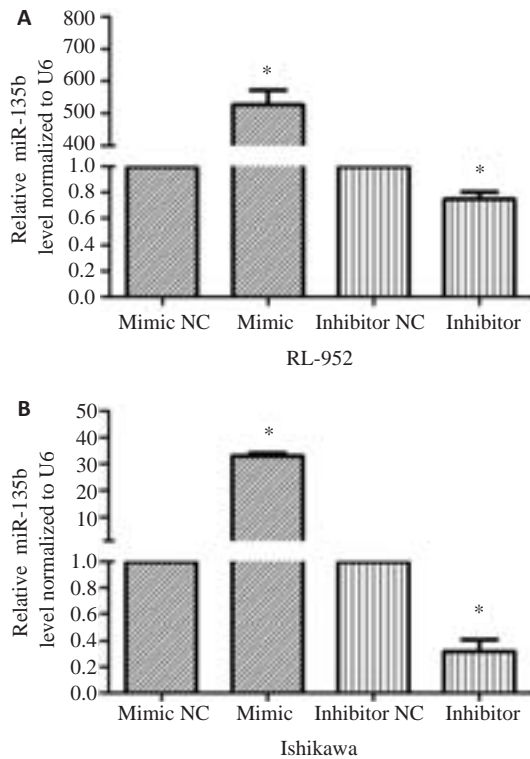 A
Relative miR-135b
level normalized to U6
800
700
600
500
400
1.0
0.8
0.6
0.4
0.2
0.0
*
*
Mimic NC Mimic Inhibitor NC Inhibitor
RL-952
B
Relative miR-135b
level normalized to U6
50
40
30
20
10
1.0
0.8
0.6
0.4
0.2
0.0
*
*
Mimic NC Mimic Inhibitor NC Inhibitor
Ishikawa